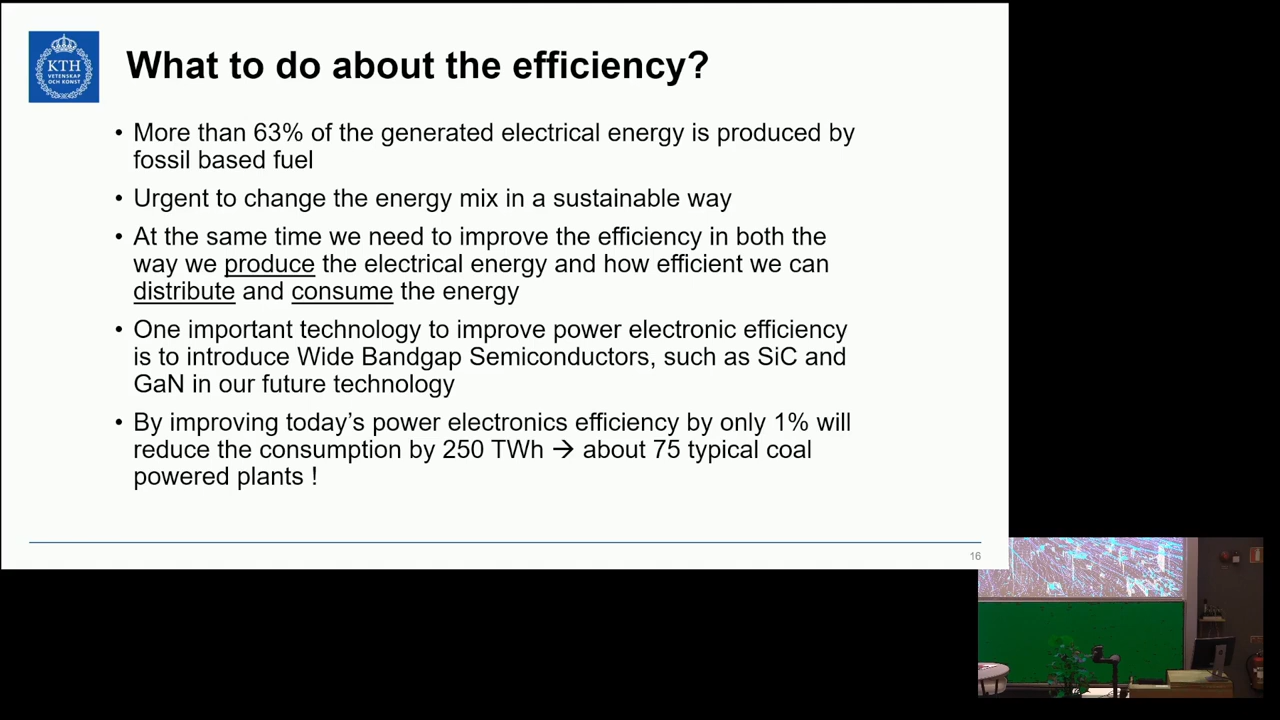 KTH
VETENSKAP
OCH KONST
What to do about the efficiency?
• More than 63% of the generated electrical energy is produced by
fossil based fuel
• Urgent to change the energy mix in a sustainable way
• At the same time we need to improve the efficiency in both the
way we produce the electrical energy and how efficient we can
distribute and consume the energy
• One important technology to improve power electronic efficiency
is to introduce Wide Bandgap Semiconductors, such as SiC and
GaN in our future technology
• By improving today's power electronics efficiency by only 1% will
reduce the consumption by 250 TWh → about 75 typical coal
powered plants !
16